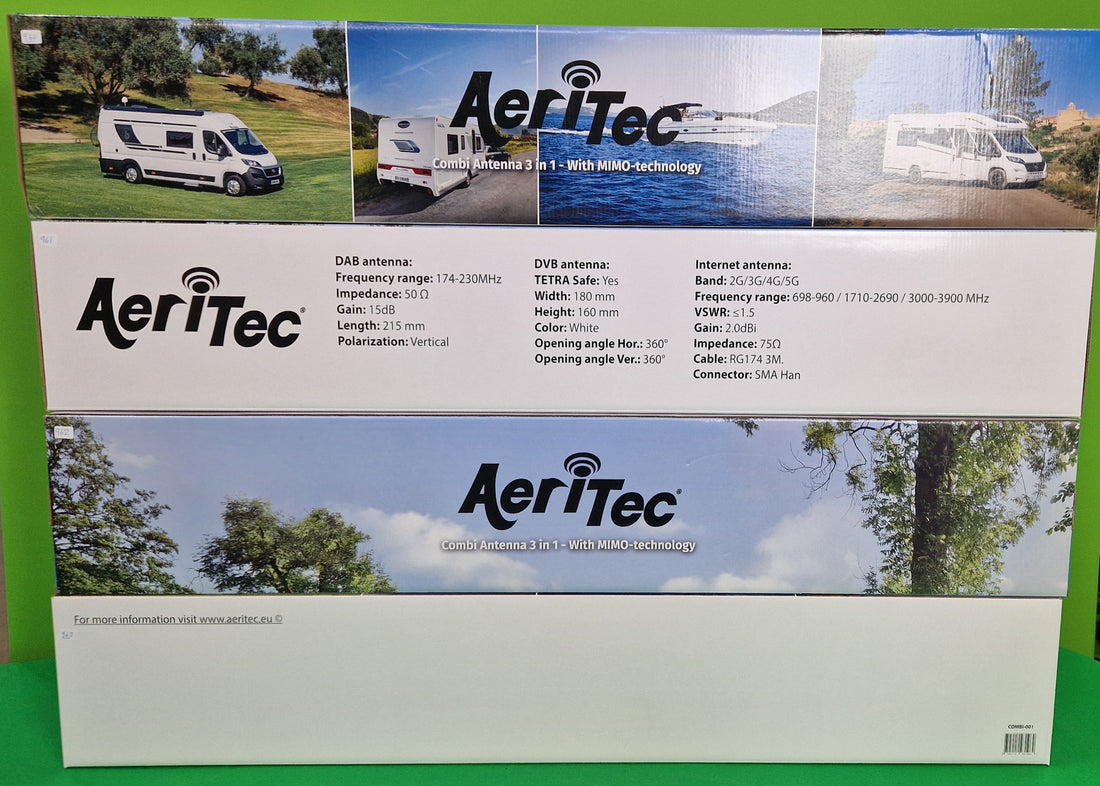 AeriTec
Combi Antenna 3 in 1 - With MIMO-technology
961
AeriTec®
DAB antenna:
Frequency range: 174-230MHz
Impedance: 50 Ω
Gain: 15dB
Length: 215 mm
Polarization: Vertical
DVB antenna:
TETRA Safe: Yes
Width: 180 mm
Height: 160 mm
Color: White
Opening angle Hor.: 360°
Opening angle Ver.: 360°
Internet antenna:
Band: 2G/3G/4G/5G
Frequency range: 698-960 / 1710-2690 / 3000-3900 MHz
VSWR: ≤1.5
Gain: 2.0dBi
Impedance: 75Ω
Cable: RG174 3M.
Connector: SMA Han
962
AeriTec®
Combi Antenna 3 in 1 - With MIMO-technology
For more information visit www.aeritec.eu ©
COMBI-001